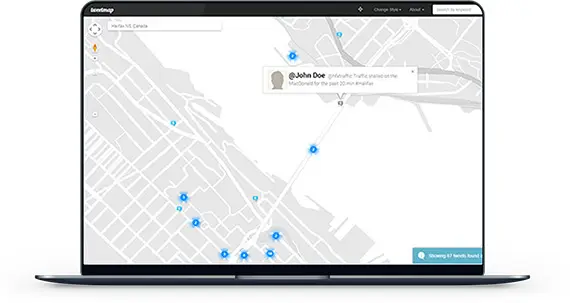 tweetmap
Change Style
About
Search by keyword
Halifax NS, Canada
@John Doe @hfxtraffic Traffic stalled on the
MacDonald for the past 20 min #halifax
Showing 67 tweets found